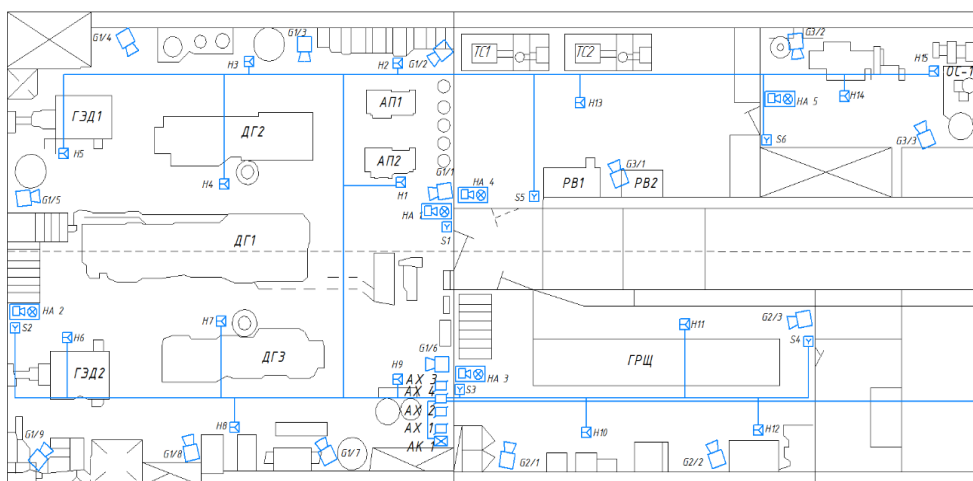 G1/4
G1/3
G1/2
H3
H2
ТС1
ТС2
G3/2
H15
ОС-1
ГЭД1
АП1
H13
НА 5
H14
ДГ2
S6
G3/3
H5
АП2
G3/1
H4
H1
G1/1
НА 4
S5
РВ1
РВ2
G1/5
НА
S1
ДГ1
НА 2
S2
H7
H11
G2/3
H6
S4
ДГ3
G1/6
ГРЩ
ГЭД2
H9
АХ 3
НА 3
АХ 4
S3
АХ 2
H8
АХ 1
H10
H12
G1/9
АК 1
G1/8
G1/7
G2/1
G2/2